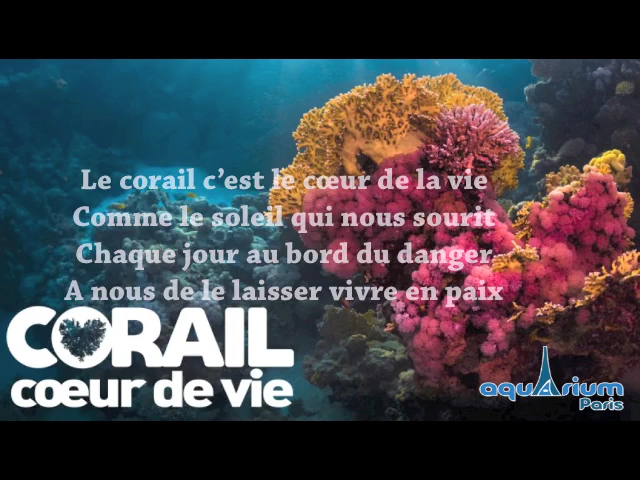 Le corail c'est le cœur de la vie
Comme le soleil qui nous sourit
Chaque jour au bord du danger
A nous de le laisser vivre en paix
CORAIL
cœur de vie
aquArium
Paris